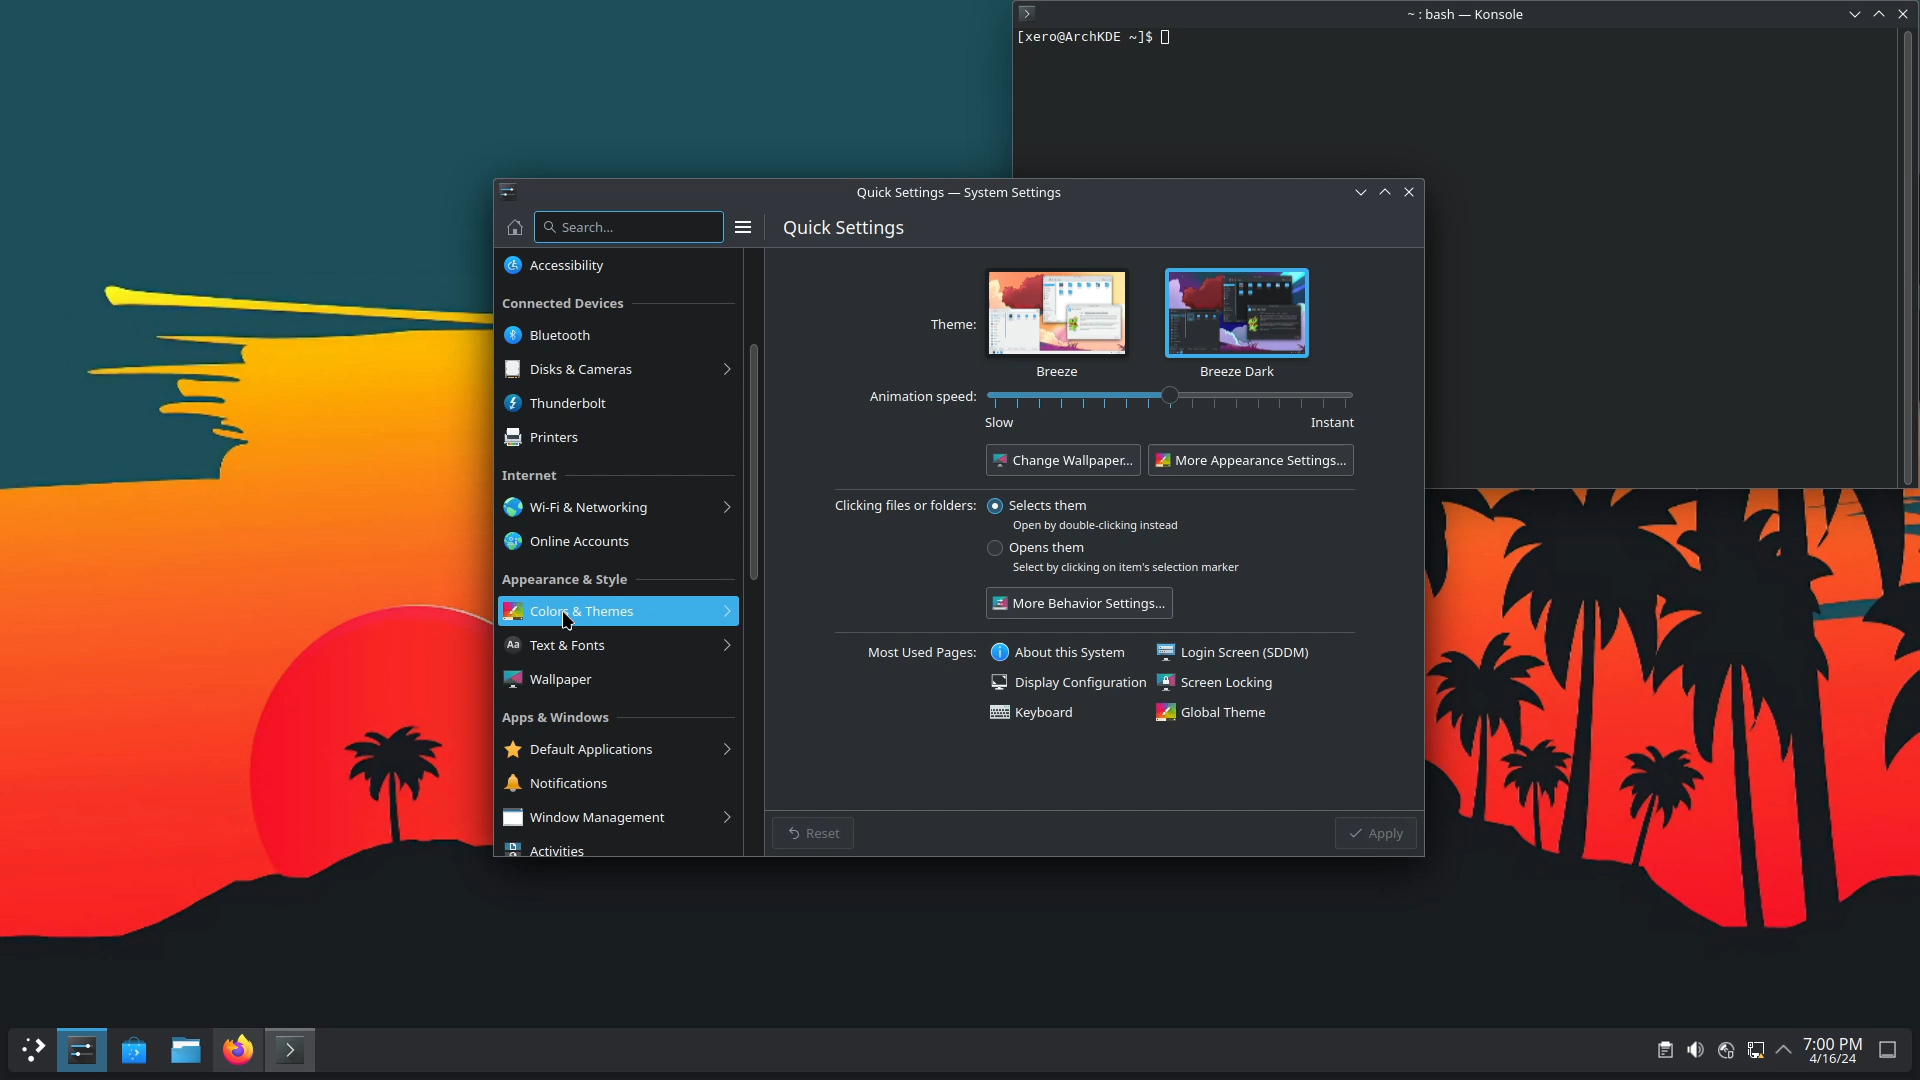 ~ : bash — Konsole
[xero@ArchKDE ~]$
Quick Settings — System Settings
Search...
Quick Settings
Accessibility
Connected Devices
Bluetooth
Disks & Cameras
Thunderbolt
Printers
Internet
Wi-Fi & Networking
Online Accounts
Appearance & Style
Colors & Themes
Text & Fonts
Wallpaper
Apps & Windows
Default Applications
Notifications
Window Management
Activities
Theme:
Breeze
Breeze Dark
Animation speed:
Slow
Instant
Change Wallpaper...
More Appearance Settings...
Clicking files or folders:
Selects them
Open by double-clicking instead
Opens them
Select by clicking on item's selection marker
More Behavior Settings...
Most Used Pages:
About this System
Login Screen (SDDM)
Display Configuration
Screen Locking
Keyboard
Global Theme
Reset
Apply
7:00 PM
4/16/24